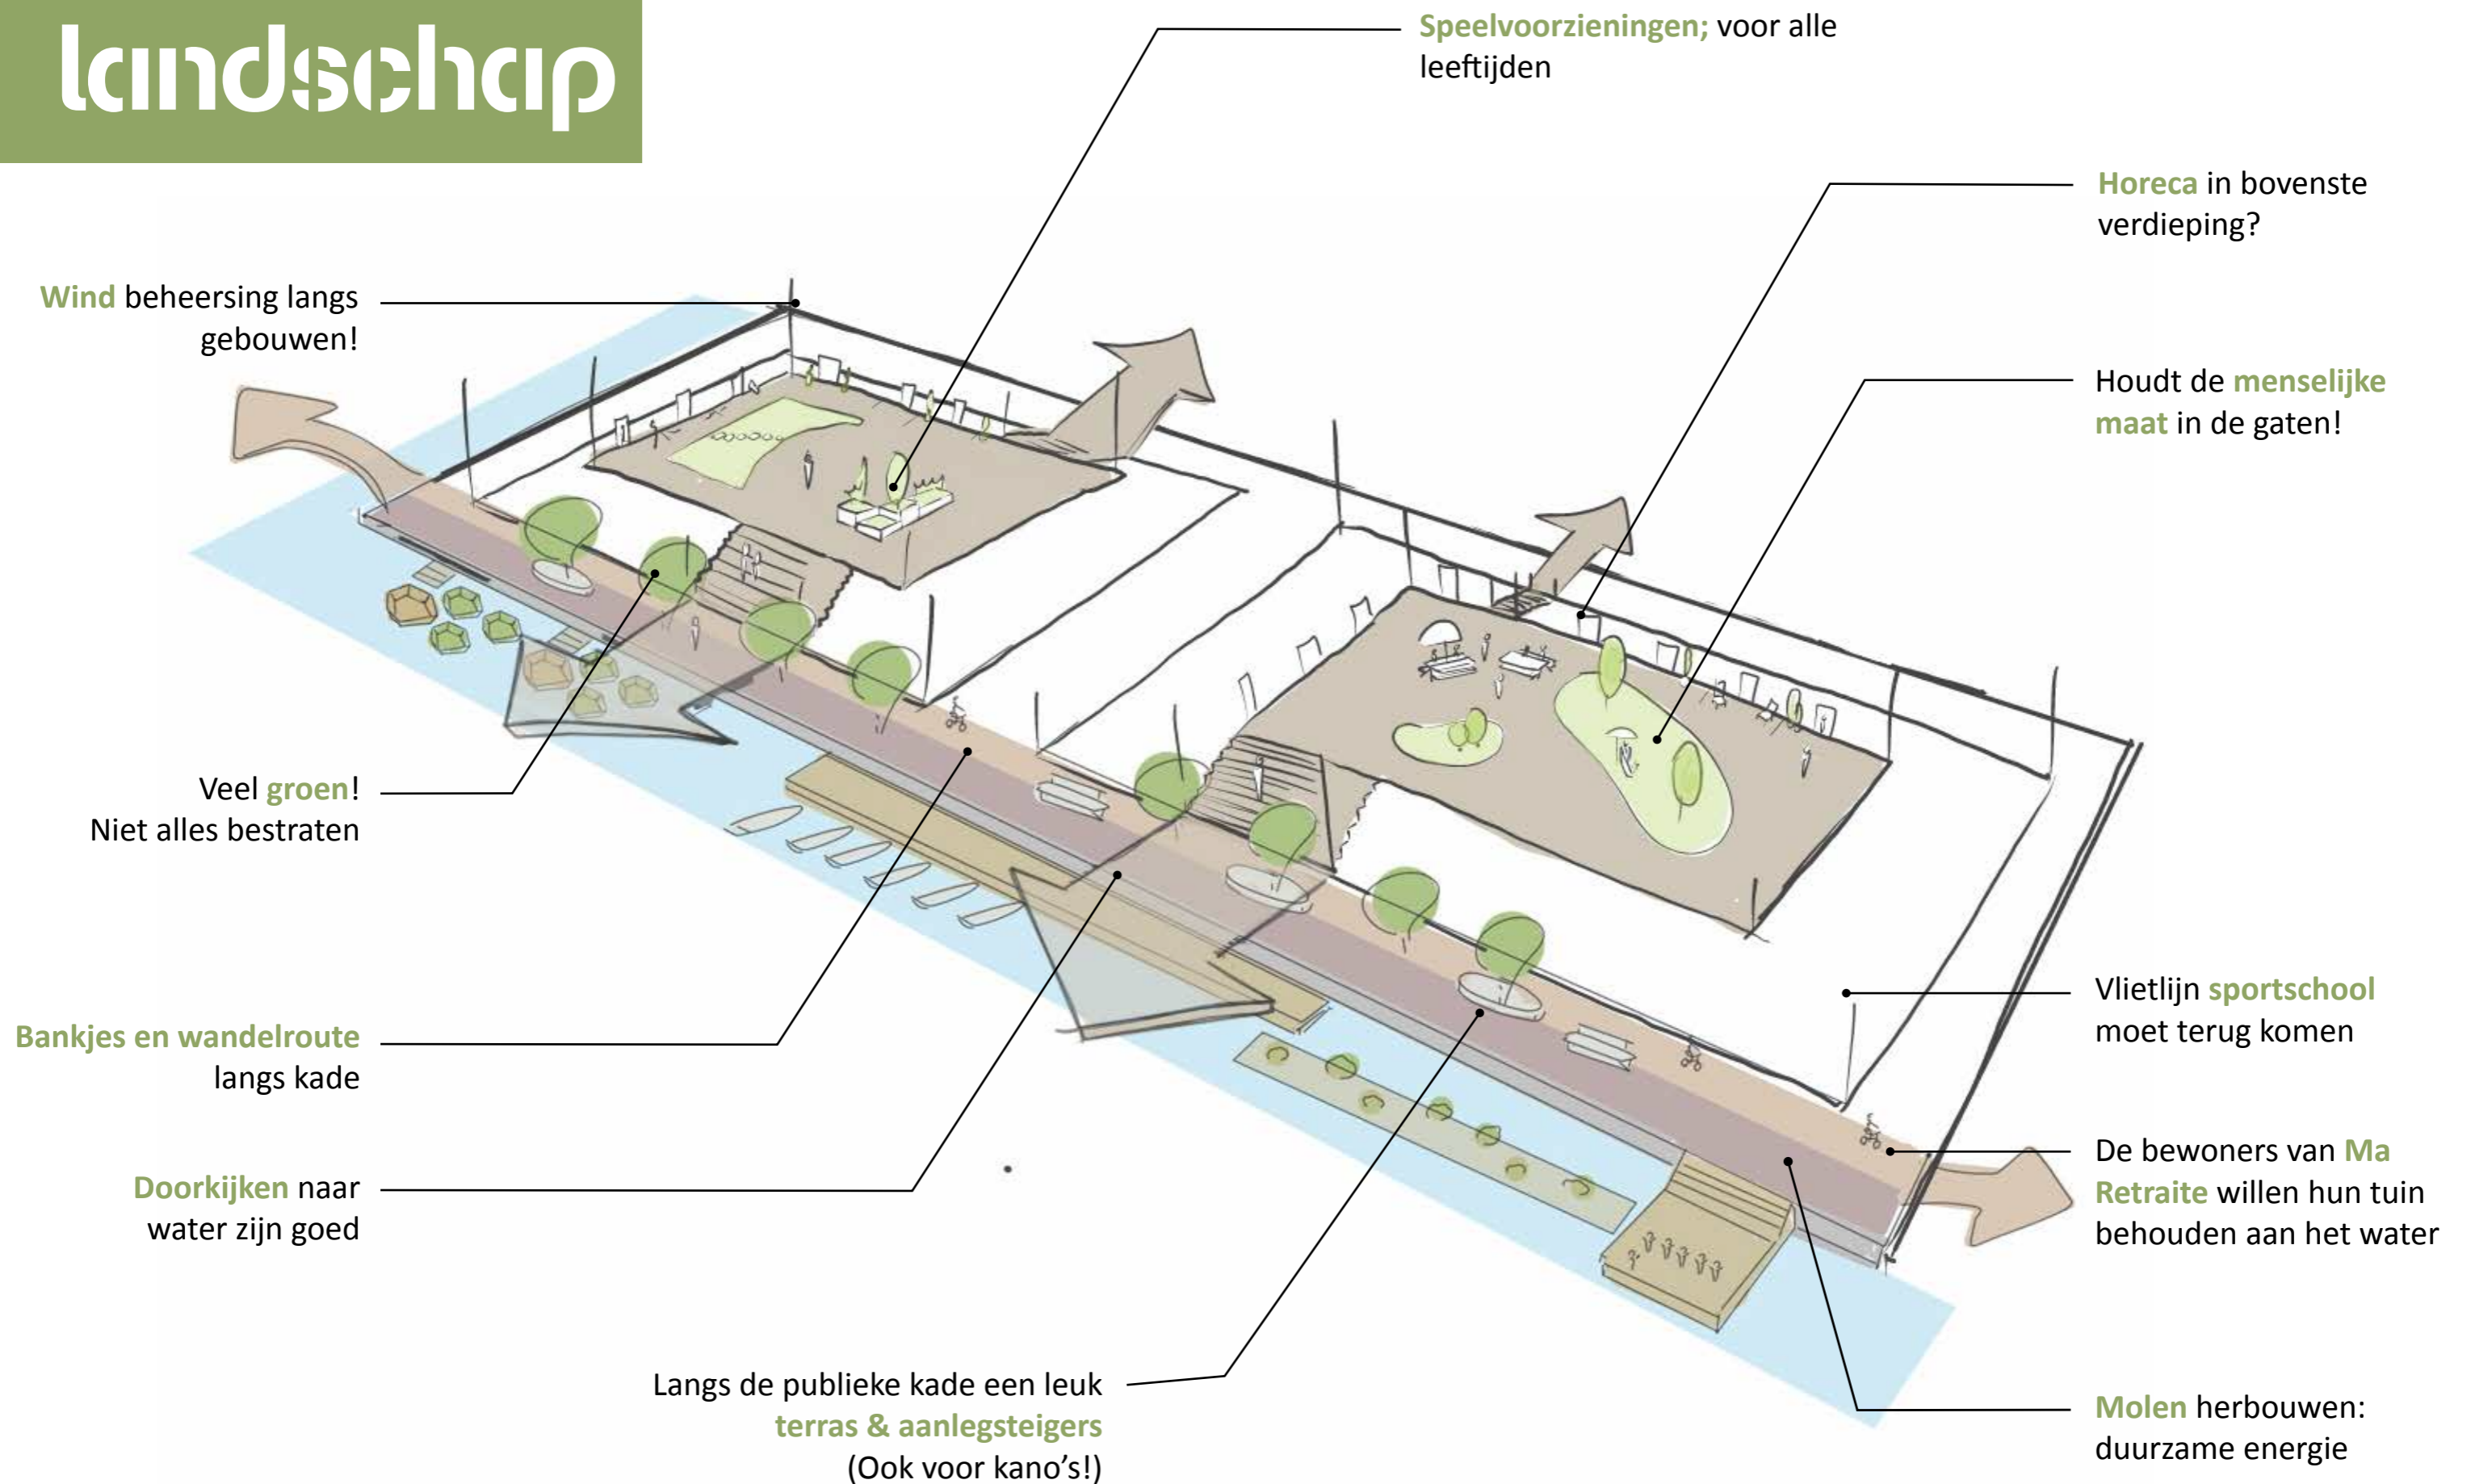 landschap
Speelvoorzieningen; voor alle
leeftijden
Horeca in bovenste
verdieping?
Wind beheersing langs
gebouwen!
Houdt de menselijke
maat in de gaten!
Veel groen!
Niet alles bestraten
Bankjes en wandelroute
langs kade
Vlietlijn sportschool
moet terug komen
Doorkijken naar
water zijn goed
De bewoners van Ma
Retraite willen hun tuin
behouden aan het water
Langs de publieke kade een leuk
terras & aanlegsteigers
(Ook voor kano's!)
Molen herbouwen:
duurzame energie